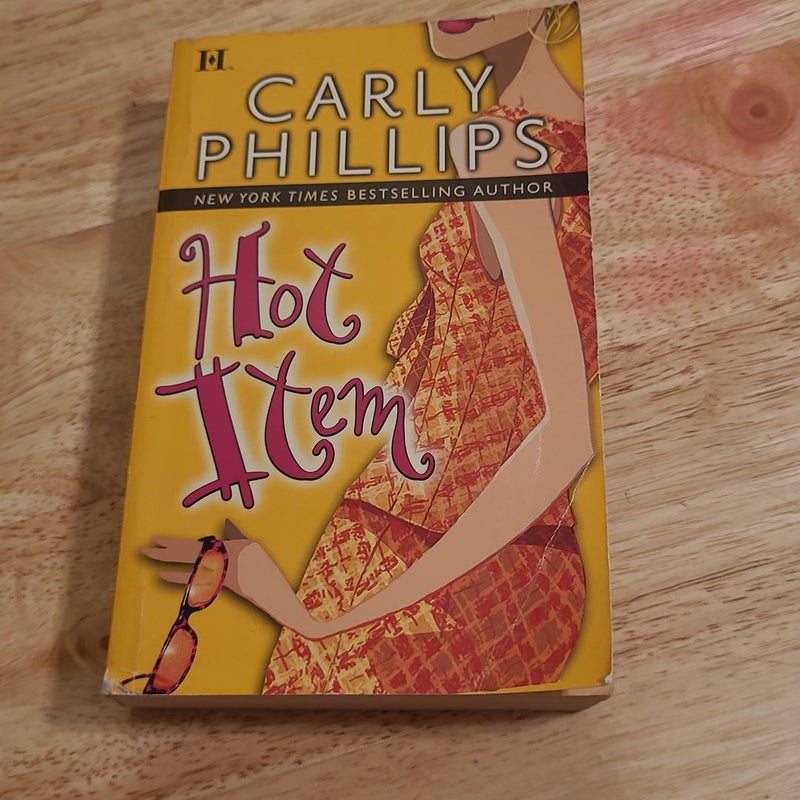 H
CARLY
PHILLIPS
NEW YORK TIMES BESTSELLING AUTHOR
Hot
Item